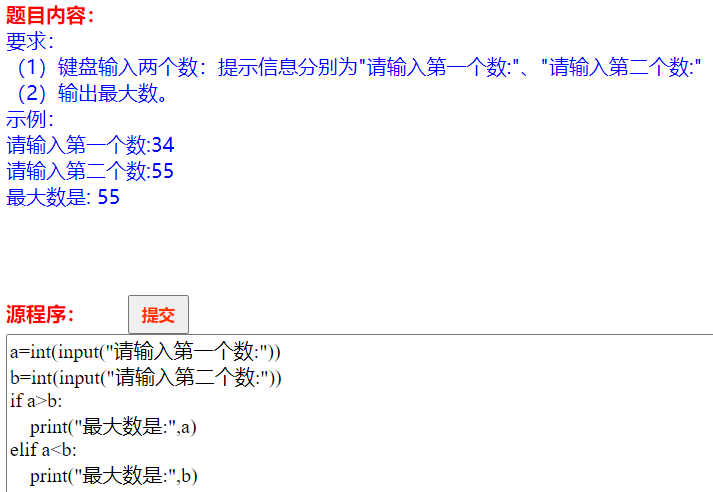 题目内容：
要求：
（1）键盘输入两个数：提示信息分别为"请输入第一个数:"、"请输入第二个数:"
（2）输出最大数。
示例：
请输入第一个数:34
请输入第二个数:55
最大数是: 55
源程序： 提交
a=int(input("请输入第一个数:"))
b=int(input("请输入第二个数:"))
if a>b:
    print("最大数是:",a)
elif a<b:
    print("最大数是:",b)